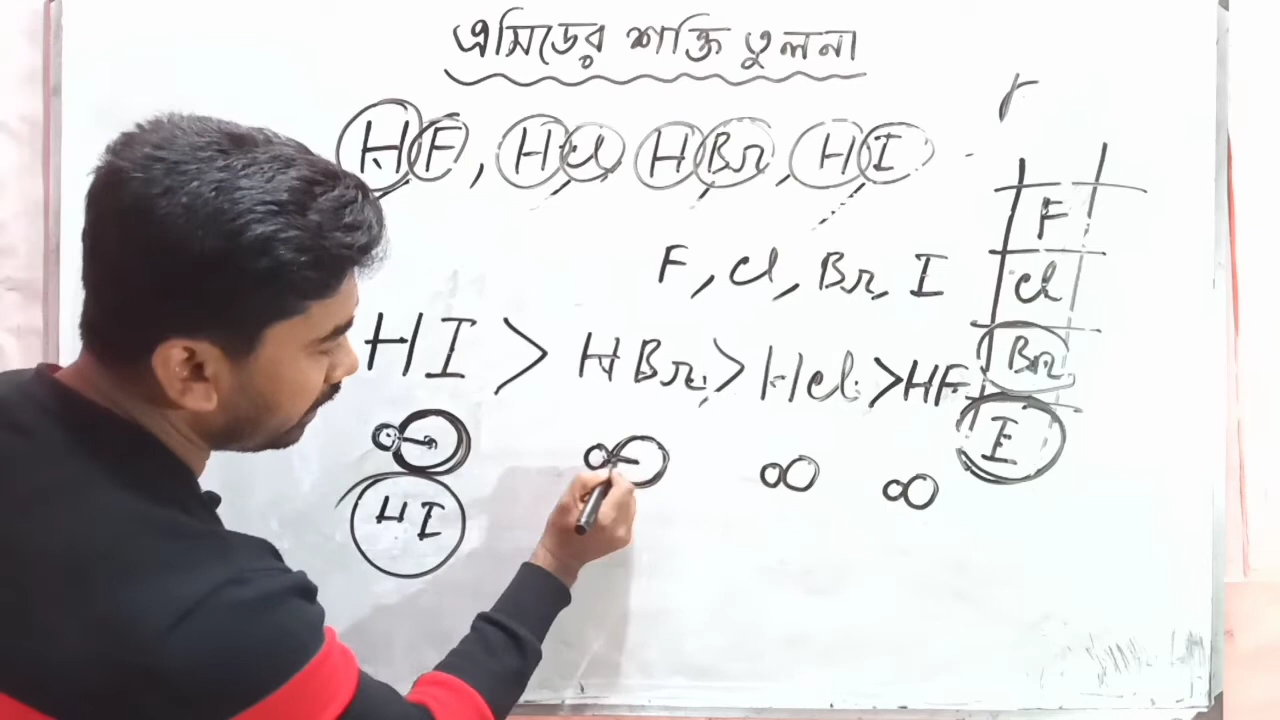 এসিডের শক্তি তুলনা
HF, HCl, HBr, HI
F, Cl, Br, I
HI > HBr > HCl > HF
HI
F
Cl
Br
I